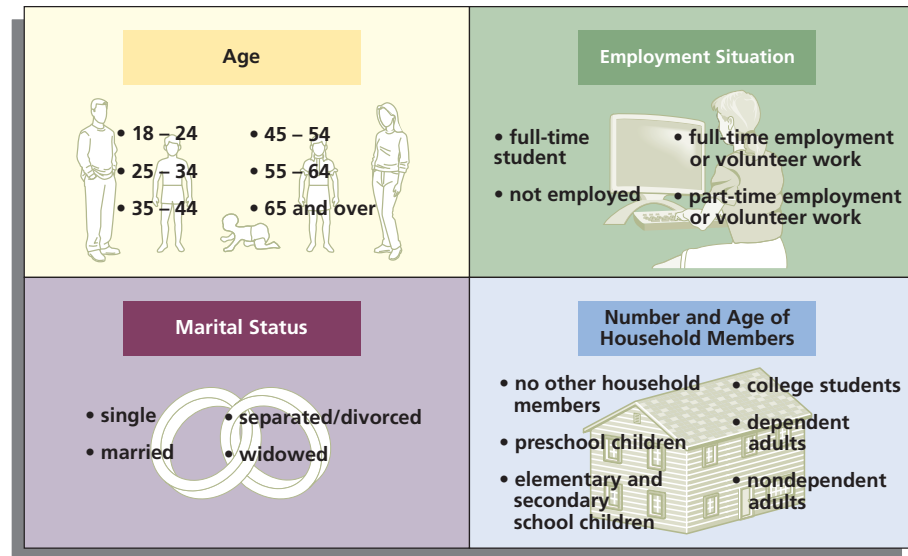 Age
• 18 – 24
• 25 – 34
• 35 – 44
• 45 – 54
• 55 – 64
• 65 and over
Employment Situation
• full-time
student
• not employed
• full-time employment
or volunteer work
• part-time employment
or volunteer work
Marital Status
• single
• married
• separated/divorced
• widowed
Number and Age of
Household Members
• no other household
members
• preschool children
• elementary and
secondary
school children
• college students
• dependent
adults
• nondependent
adults